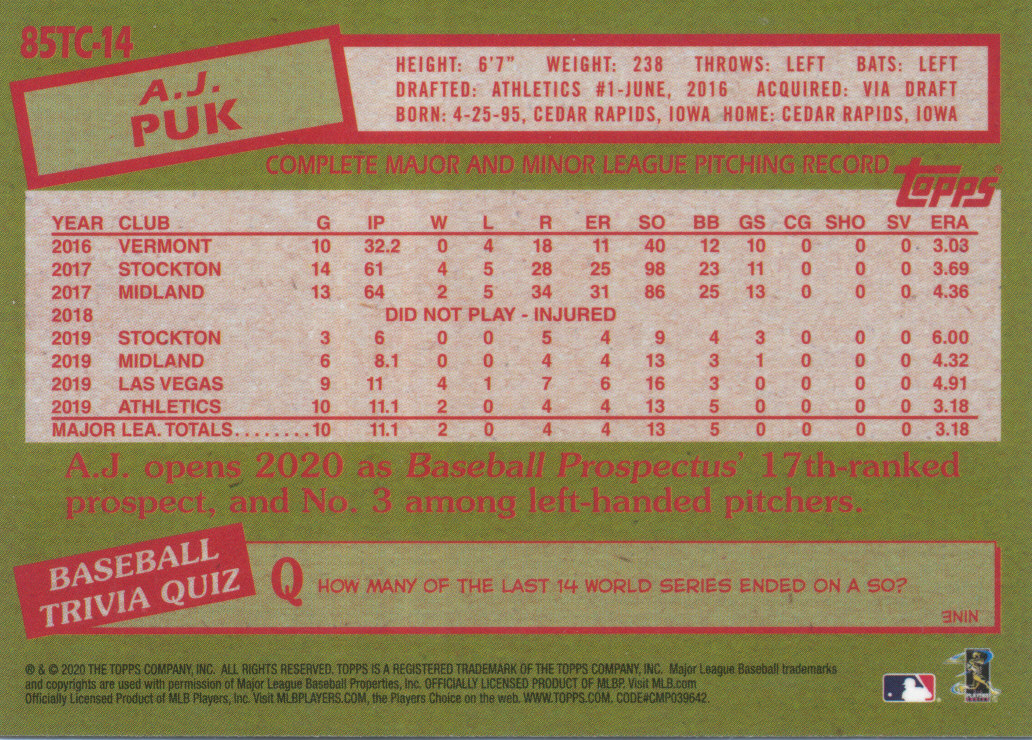 85TC-14
A.J.
PUK
HEIGHT: 6'7" WEIGHT: 238 THROWS: LEFT BATS: LEFT
DRAFTED: ATHLETICS #1-JUNE, 2016 ACQUIRED: VIA DRAFT
BORN: 4-25-95, CEDAR RAPIDS, IOWA HOME: CEDAR RAPIDS, IOWA
COMPLETE MAJOR AND MINOR LEAGUE PITCHING RECORD
Topps®
YEAR CLUB G IP W L R ER SO BB GS CG SHO SV ERA
2016 VERMONT 10 32.2 0 4 18 11 40 12 10 0 0 0 3.03
2017 STOCKTON 14 61 4 5 28 25 98 23 11 0 0 0 3.69
2017 MIDLAND 13 64 2 5 34 31 86 25 13 0 0 0 4.36
2018 DID NOT PLAY - INJURED
2019 STOCKTON 3 6 0 0 5 4 9 4 3 0 0 0 6.00
2019 MIDLAND 6 8.1 0 0 4 4 13 3 1 0 0 0 4.32
2019 LAS VEGAS 9 11 4 1 7 6 16 3 0 0 0 0 4.91
2019 ATHLETICS 10 11.1 2 0 4 4 13 5 0 0 0 0 3.18
MAJOR LEA. TOTALS........10 11.1 2 0 4 4 13 5 0 0 0 0 3.18
A.J. opens 2020 as Baseball Prospectus' 17th-ranked
prospect, and No. 3 among left-handed pitchers.
BASEBALL
TRIVIA QUIZ
Q HOW MANY OF THE LAST 14 WORLD SERIES ENDED ON A SO?
NINE
® & © 2020 THE TOPPS COMPANY, INC. ALL RIGHTS RESERVED. TOPPS IS A REGISTERED TRADEMARK OF THE TOPPS COMPANY, INC. Major League Baseball trademarks
and copyrights are used with permission of Major League Baseball Properties, Inc. OFFICIALLY LICENSED PRODUCT OF MLBP. Visit MLB.com
Officially Licensed Product of MLB Players, Inc. Visit MLBPLAYERS.COM, the Players Choice on the web. WWW.TOPPS.COM. CODE#CMP039642.
PLAYERS